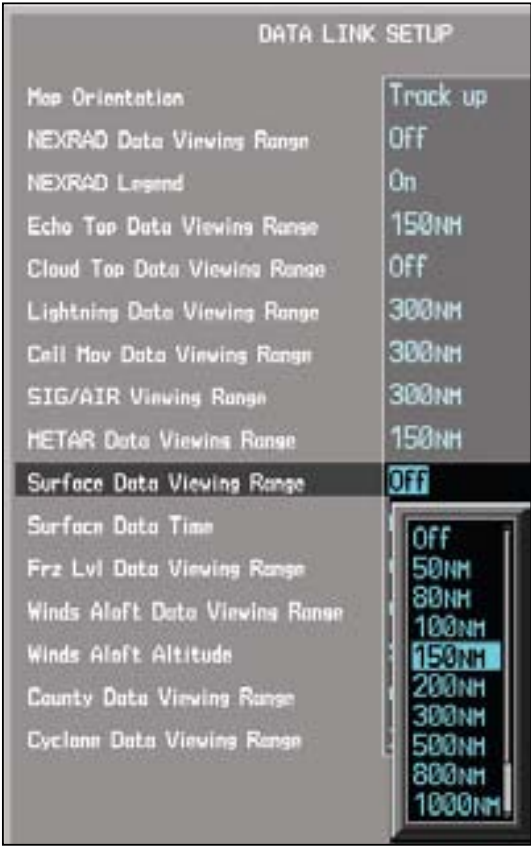 DATA LINK SETUP
Map Orientation Track up
NEXRAD Data Viewing Range Off
NEXRAD Legend On
Echo Top Data Viewing Range 150NM
Cloud Top Data Viewing Range Off
Lightning Data Viewing Range 300NM
Cell Mov Data Viewing Range 300NM
SIG/AIR Viewing Range 300NM
METAR Data Viewing Range 150NM
Surface Data Viewing Range Off
Surface Data Time
Frz Lvl Data Viewing Range
Winds Aloft Data Viewing Range
Winds Aloft Altitude
County Data Viewing Range
Cyclone Data Viewing Range
Off
50NM
80NM
100NM
150NM
200NM
300NM
500NM
800NM
1000NM